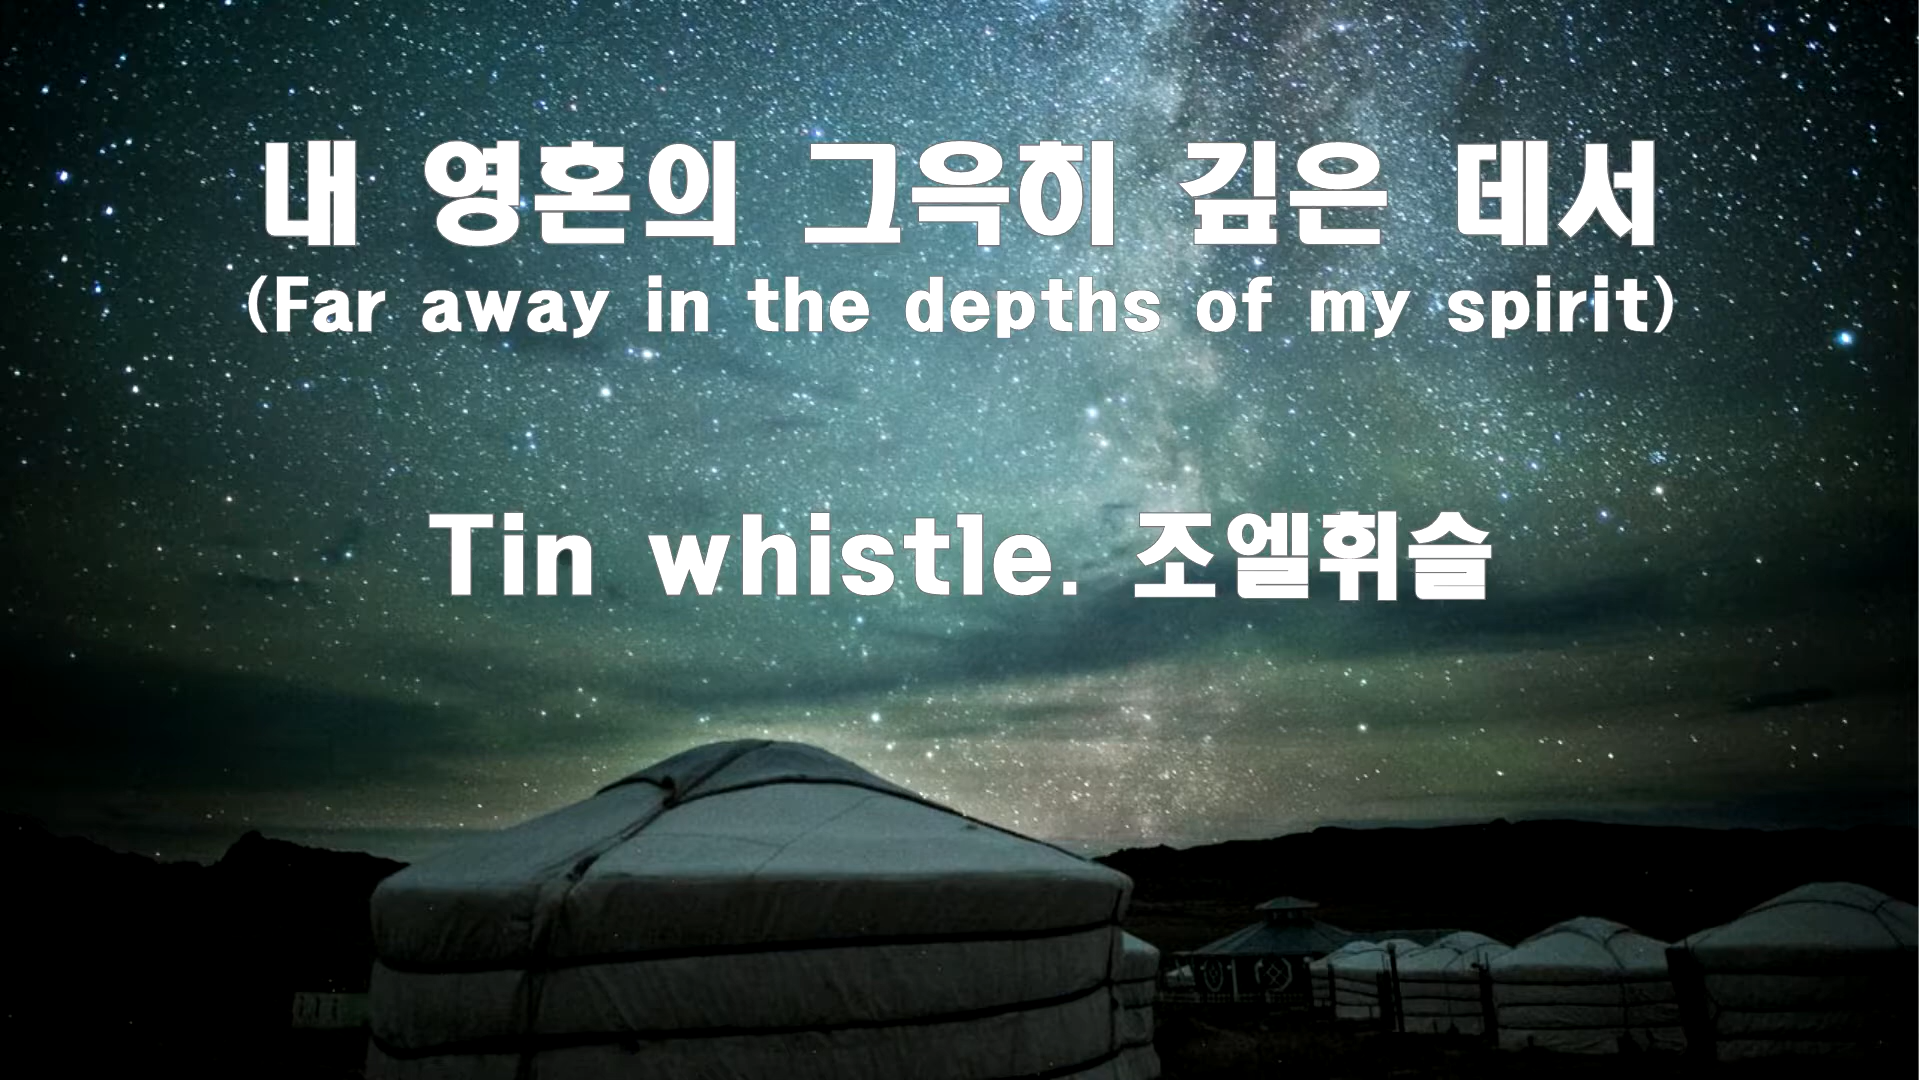 내 영혼의 그윽히 깊은 데서
(Far away in the depths of my spirit)
Tin whistle. 조엘휘슬